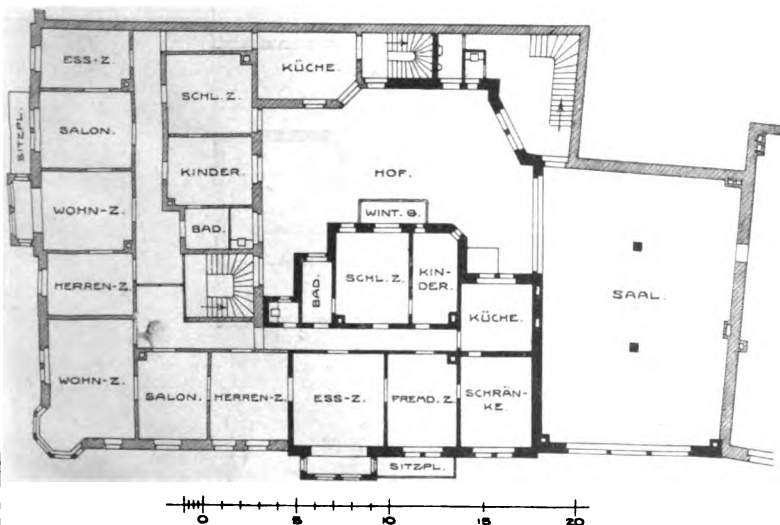 ESS-Z.
KÜCHE.
SCHL. Z.
SITZPL.
SALON.
HOF.
KINDER.
WOHN-Z.
WINT. G.
BAD.
HERREN-Z.
BAD.
SCHL. Z.
KIN-
DER.
SAAL.
KÜCHE.
WOHN-Z.
SALON.
HERREN-Z.
ESS-Z.
FREMD. Z.
SCHRÄN-
KE.
SITZPL.
0 5 10 15 20